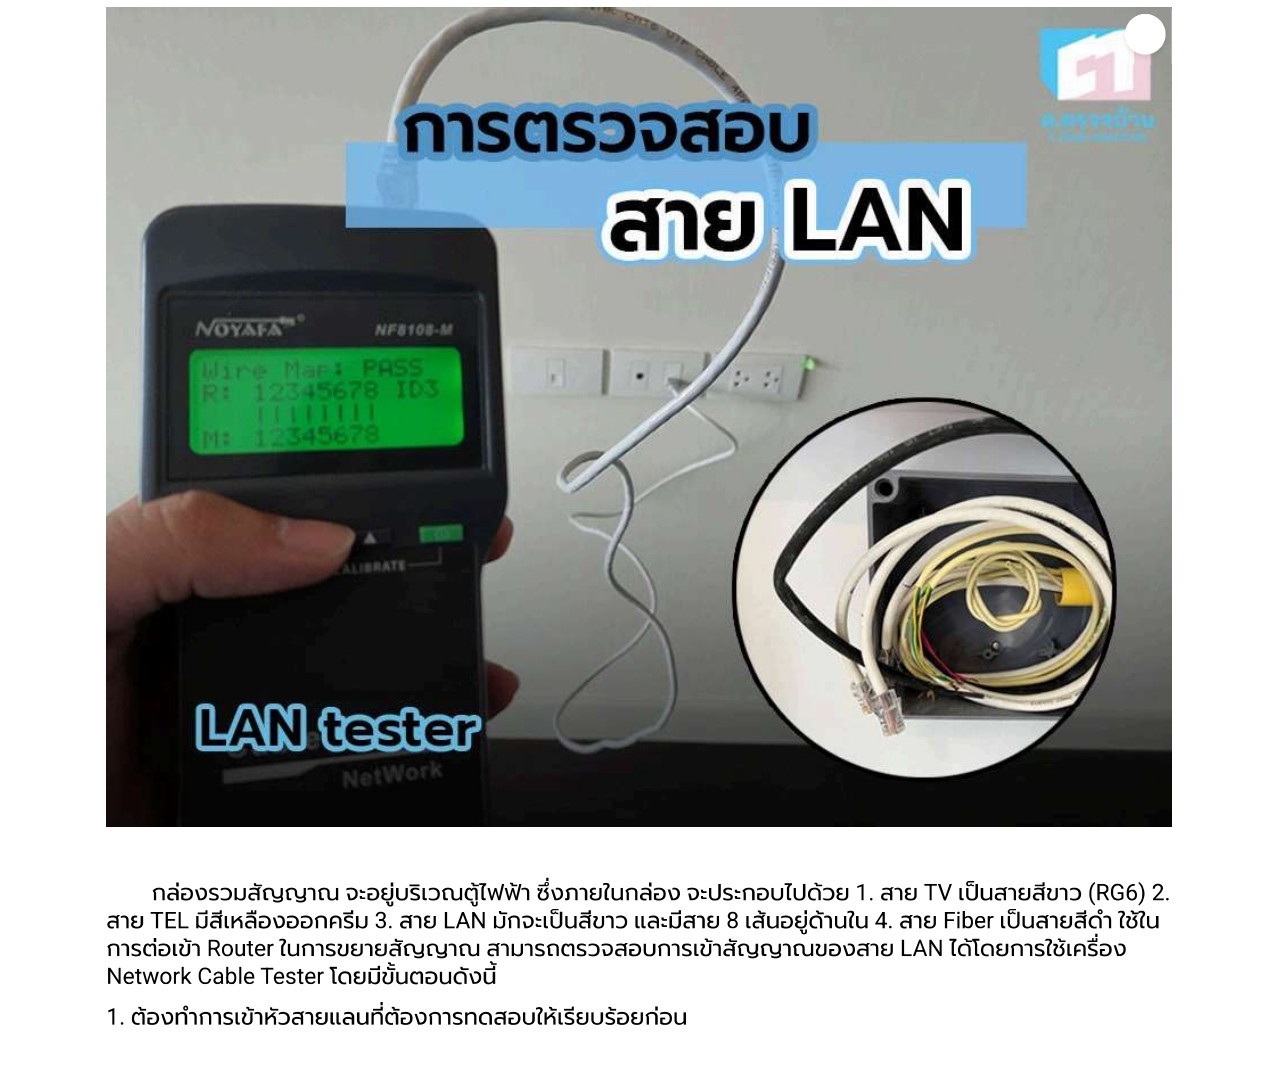 การตรวจสอบ
สาย LAN
อ.ตรวจบ้าน
NOYAFA
NF8108-M
Wire Map: PASS
R: 12345678 ID3
M: 12345678
CALIBRATE
LAN tester
NetWork
กล่องรวมสัญญาณ จะอยู่บริเวณตู้ไฟฟ้า ซึ่งภายในกล่อง จะประกอบไปด้วย 1. สาย TV เป็นสายสีขาว (RG6) 2.
สาย TEL มีสีเหลืองออกครีม 3. สาย LAN มักจะเป็นสีขาว และมีสาย 8 เส้นอยู่ด้านใน 4. สาย Fiber เป็นสายสีดำ ใช้ใน
การต่อเข้า Router ในการขยายสัญญาณ สามารถตรวจสอบการเข้าสัญญาณของสาย LAN ได้โดยการใช้เครื่อง
Network Cable Tester โดยมีขั้นตอนดังนี้
1. ต้องทำการเข้าหัวสายแลนที่ต้องการทดสอบให้เรียบร้อยก่อน